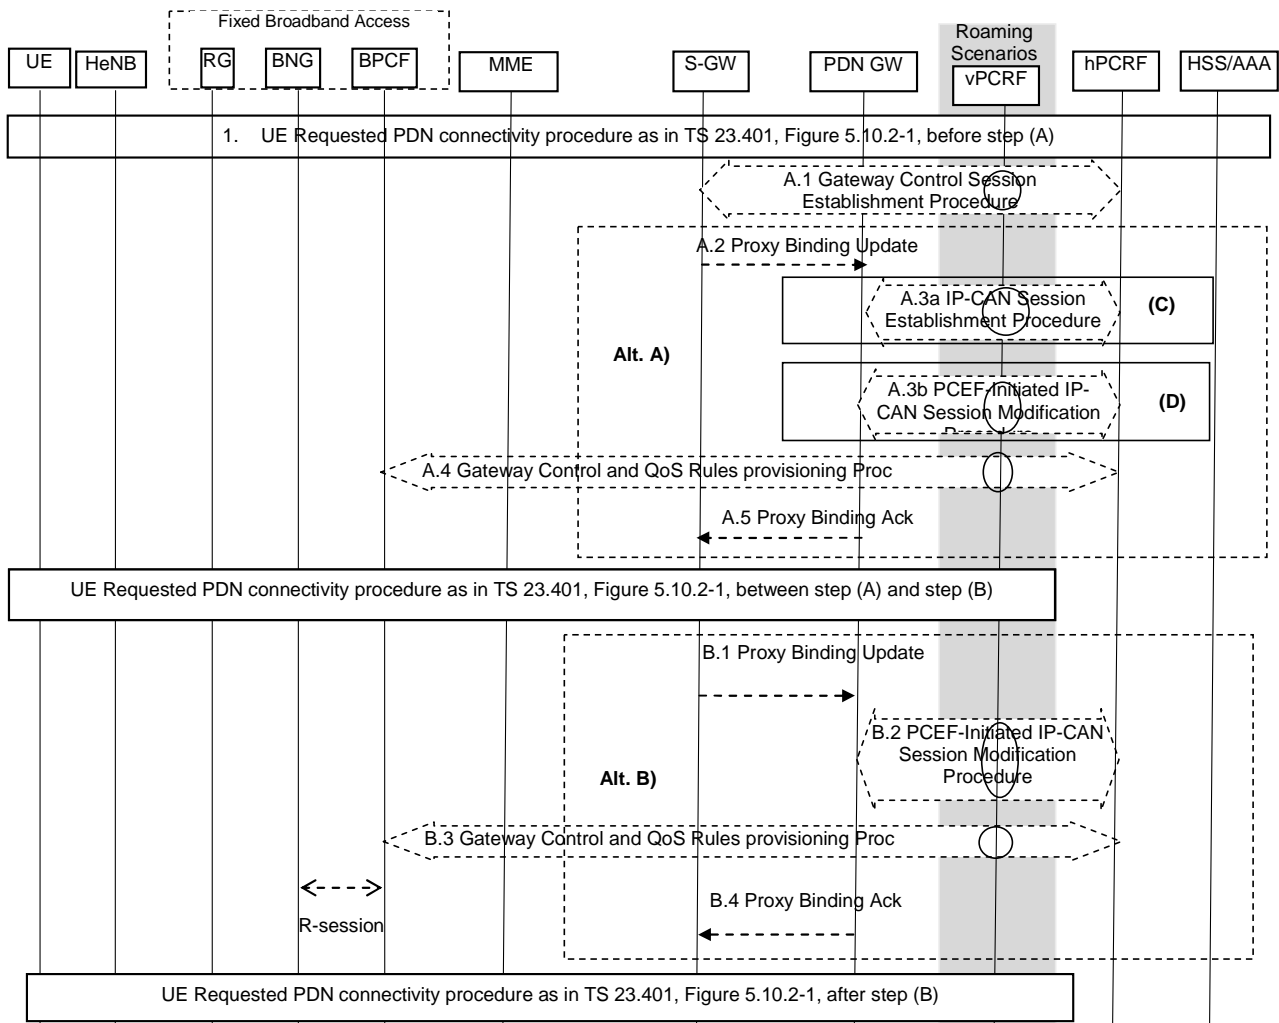 Fixed Broadband Access
Roaming
Scenarios
UE
HeNB
RG
BNG
BPCF
MME
S-GW
PDN GW
vPCRF
hPCRF
HSS/AAA
1. UE Requested PDN connectivity procedure as in TS 23.401, Figure 5.10.2-1, before step (A)
A.1 Gateway Control Session
Establishment Procedure
A.2 Proxy Binding Update
A.3a IP-CAN Session
Establishment Procedure
(C)
Alt. A)
A.3b PCEF-Initiated IP-
CAN Session Modification
(D)
A.4 Gateway Control and QoS Rules provisioning Proc
A.5 Proxy Binding Ack
UE Requested PDN connectivity procedure as in TS 23.401, Figure 5.10.2-1, between step (A) and step (B)
B.1 Proxy Binding Update
B.2 PCEF-Initiated IP-CAN
Session Modification
Procedure
Alt. B)
B.3 Gateway Control and QoS Rules provisioning Proc
B.4 Proxy Binding Ack
R-session
UE Requested PDN connectivity procedure as in TS 23.401, Figure 5.10.2-1, after step (B)